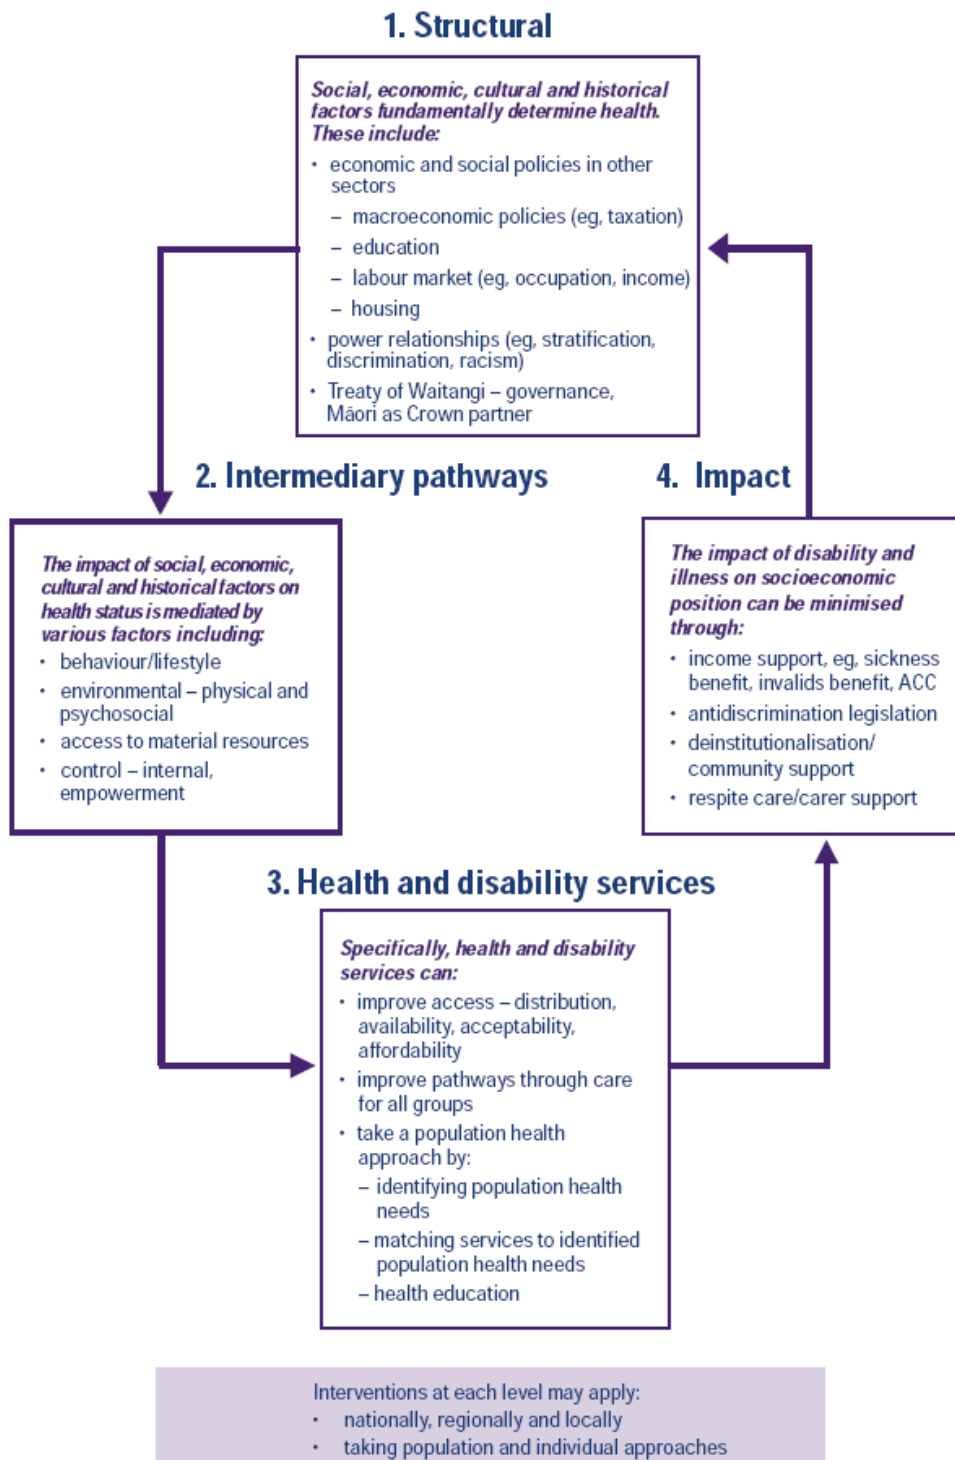 1. Structural
Social, economic, cultural and historical
factors fundamentally determine health.
These include:
• economic and social policies in other
sectors
– macroeconomic policies (eg, taxation)
– education
– labour market (eg, occupation, income)
– housing
• power relationships (eg, stratification,
discrimination, racism)
• Treaty of Waitangi – governance,
Māori as Crown partner
2. Intermediary pathways
The impact of social, economic,
cultural and historical factors on
health status is mediated by
various factors including:
• behaviour/lifestyle
• environmental – physical and
psychosocial
• access to material resources
• control – internal,
empowerment
3. Health and disability services
Specifically, health and disability
services can:
• improve access – distribution,
availability, acceptability,
affordability
• improve pathways through care
for all groups
• take a population health
approach by:
– identifying population health
needs
– matching services to identified
population health needs
– health education
4. Impact
The impact of disability and
illness on socioeconomic
position can be minimised
through:
• income support, eg, sickness
benefit, invalids benefit, ACC
• antidiscrimination legislation
• deinstitutionalisation/
community support
• respite care/carer support
Interventions at each level may apply:
• nationally, regionally and locally
• taking population and individual approaches